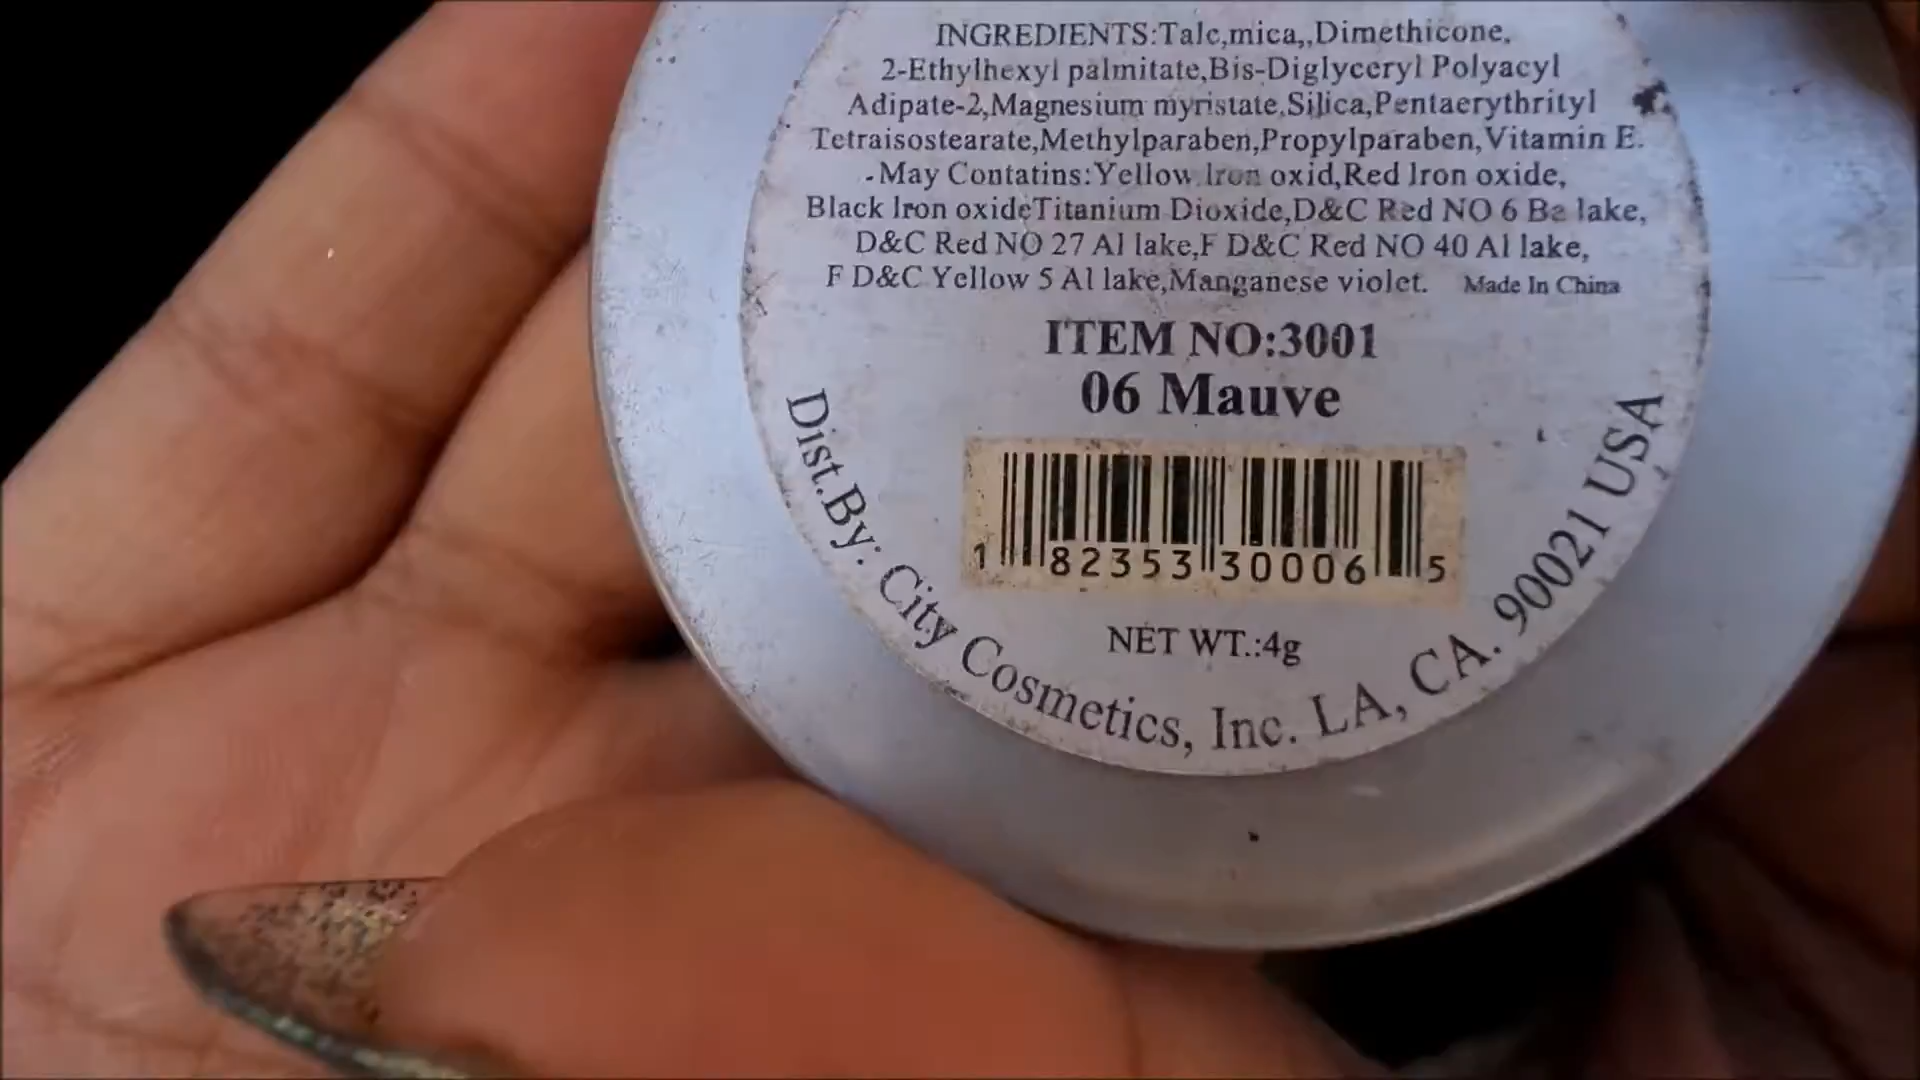 INGREDIENTS:Talc,mica,,Dimethicone,
2-Ethylhexyl palmitate,Bis-Diglyceryl Polyacyl
Adipate-2,Magnesium myristate,Silica,Pentaerythrityl
Tetraisostearate,Methylparaben,Propylparaben,Vitamin E.
-May Contatins:Yellow Iron oxid,Red Iron oxide,
Black Iron oxideTitanium Dioxide,D&C Red NO 6 Ba lake,
D&C Red NO 27 Al lake,F D&C Red NO 40 Al lake,
F D&C Yellow 5 Al lake,Manganese violet. Made In China
ITEM NO:3001
06 Mauve
1 82353 30006 5
NET WT.:4g
Dist.By: City Cosmetics, Inc. LA, CA. 90021 USA